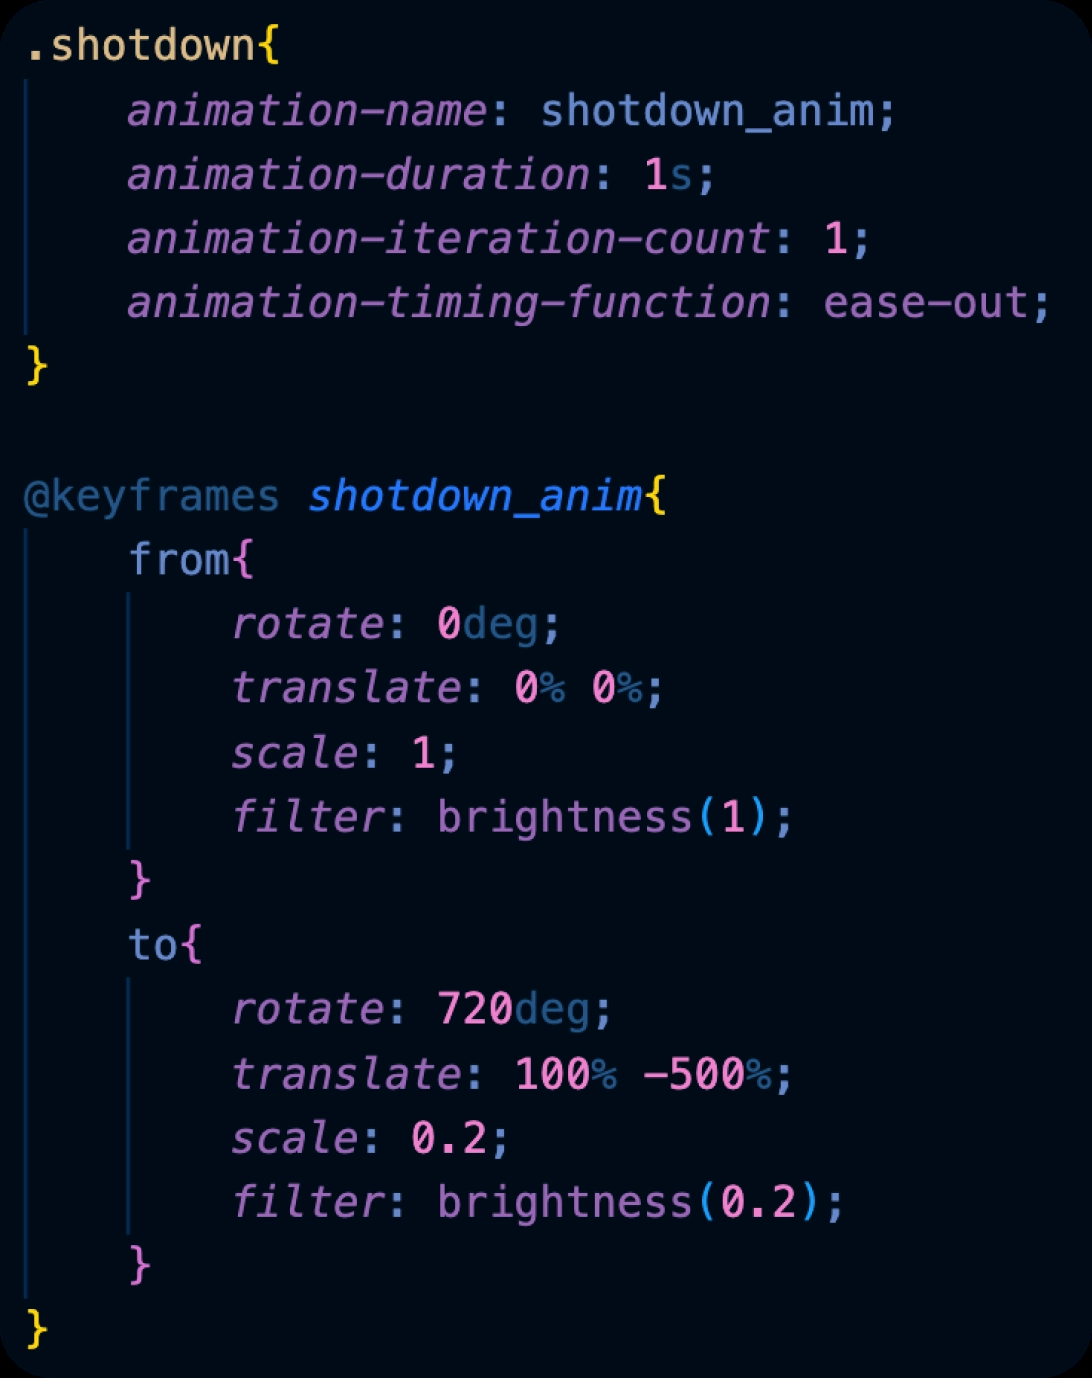 .shotdown{
    animation-name: shotdown_anim;
    animation-duration: 1s;
    animation-iteration-count: 1;
    animation-timing-function: ease-out;
}

@keyframes shotdown_anim{
    from{
        rotate: 0deg;
        translate: 0% 0%;
        scale: 1;
        filter: brightness(1);
    }
    to{
        rotate: 720deg;
        translate: 100% -500%;
        scale: 0.2;
        filter: brightness(0.2);
    }
}